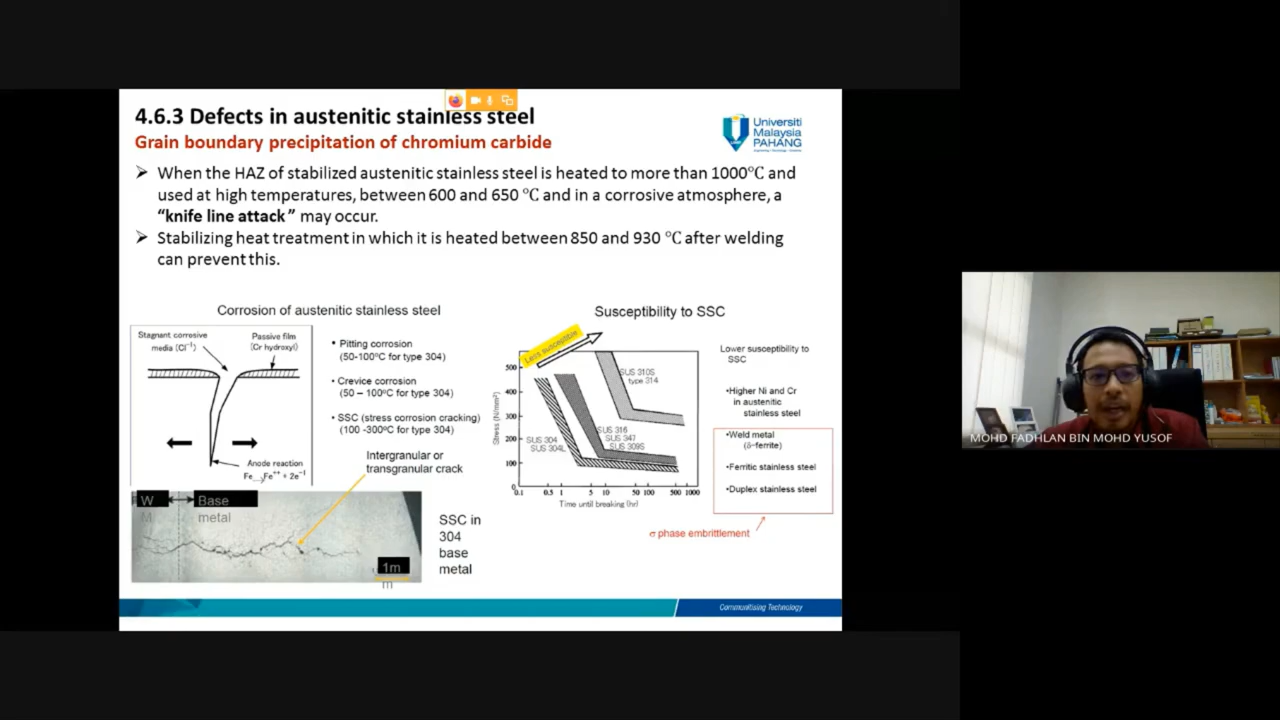 4.6.3 Defects in austenitic stainless steel
Grain boundary precipitation of chromium carbide
Universiti
Malaysia
PAHANG
When the HAZ of stabilized austenitic stainless steel is heated to more than 1000℃ and
used at high temperatures, between 600 and 650 ℃ and in a corrosive atmosphere, a
“knife line attack” may occur.
Stabilizing heat treatment in which it is heated between 850 and 930 ℃ after welding
can prevent this.
Corrosion of austenitic stainless steel
Stagnant corrosive
media (Cl⁻¹)
Passive film
(Cr hydroxyl)
Anode reaction
Fe Fe⁺⁺ + 2e⁻¹
• Pitting corrosion
(50-100℃ for type 304)
• Crevice corrosion
(50 – 100℃ for type 304)
• SSC (stress corrosion cracking)
(100 -300℃ for type 304)
Intergranular or
transgranular crack
W
M
Base
metal
1m
m
SSC in
304
base
metal
Susceptibility to SSC
Less susceptible
Stress (N/mm²)
500
400
300
200
100
0
0.1 0.5 1 5 10 50 100 500 1000
Time until breaking (hr)
SUS 310S
type 314
SUS 304
SUS 304L
SUS 316
SUS 347
SUS 309S
Lower susceptibility to
SSC
•Higher Ni and Cr
in austenitic
stainless steel
•Weld metal
(δ-ferrite)
•Ferritic stainless steel
•Duplex stainless steel
σ phase embrittlement
Communitising Technology
MOHD FADHLAN BIN MOHD YUSOF